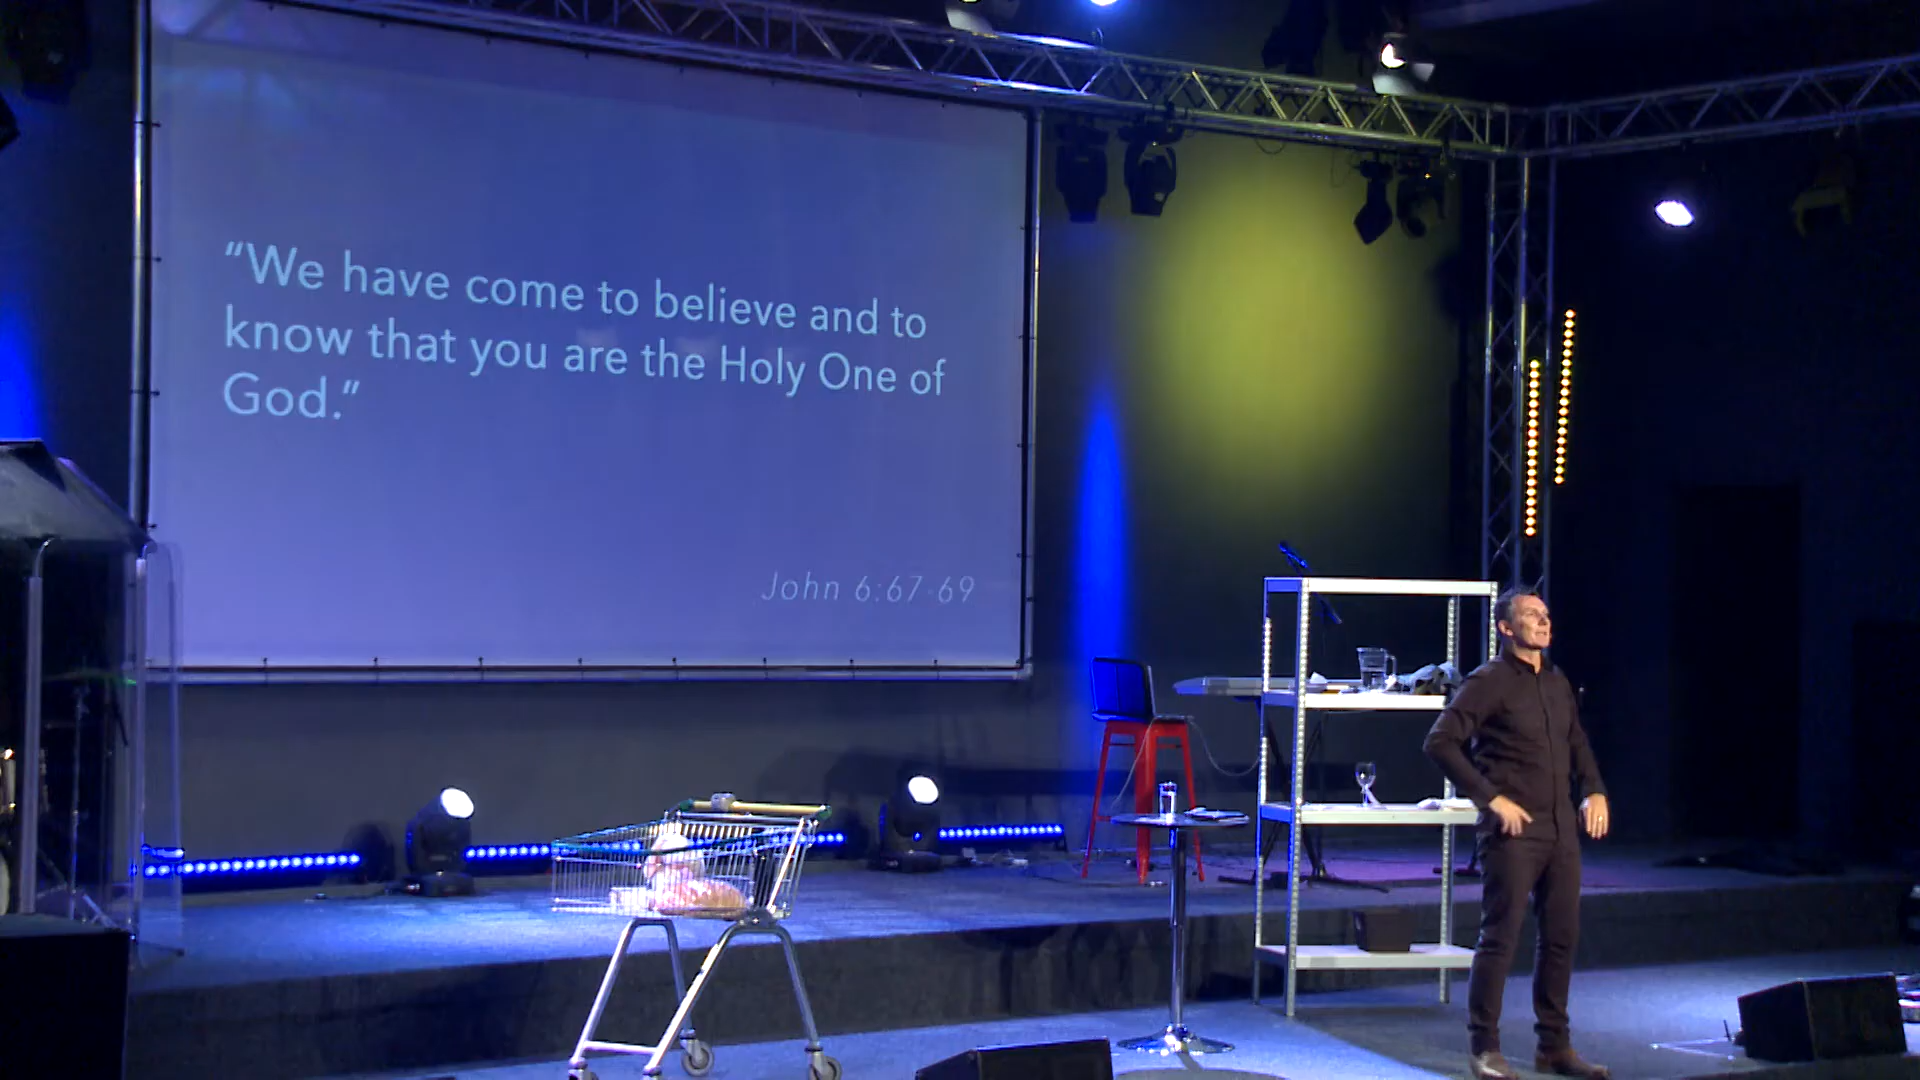 “We have come to believe and to
know that you are the Holy One of
God.”
John 6:67-69